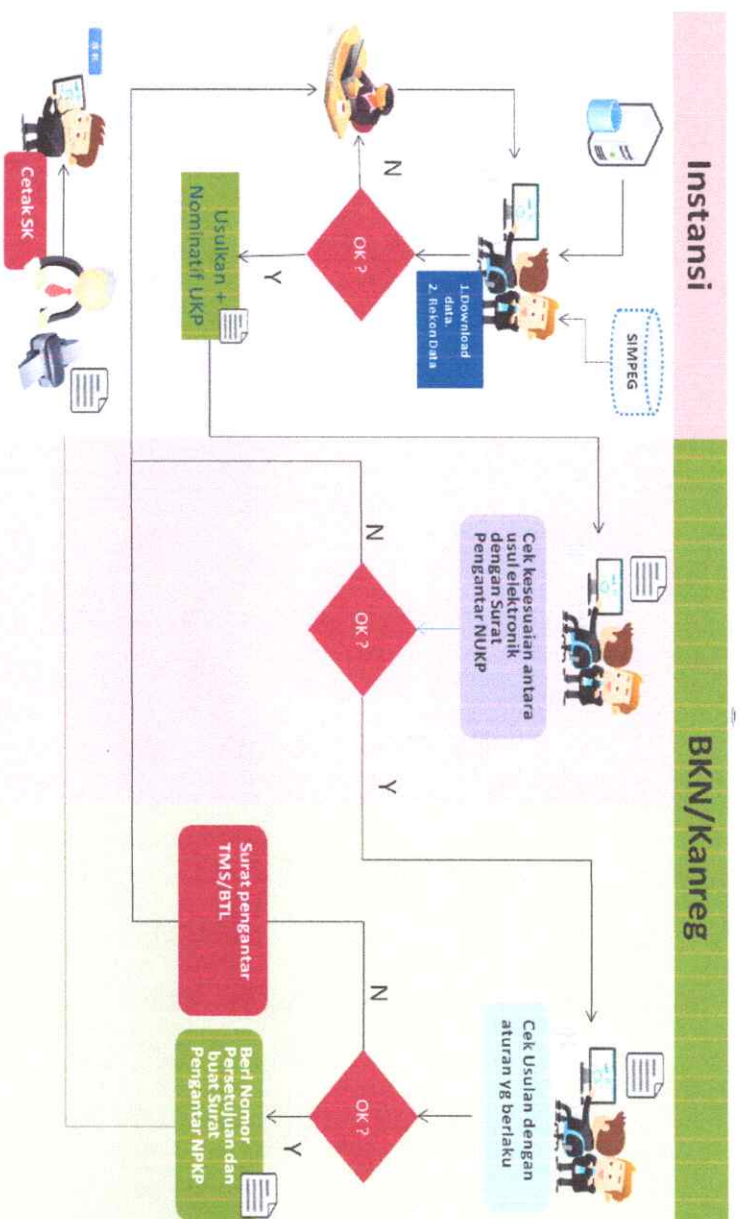 Instansi
BKN/Kanreg
SIMPEG
1.Download
data.
2. Rekon Data
OK ?
N
Y
Usulkan +
Nominatif UKP
Cetak SK
Cek kesesuaian antara
usul elektronik
dengan Surat
Pengantar NUKP
OK ?
N
Y
Cek Usulan dengan
aturan yg berlaku
OK ?
N
Y
Surat pengantar
TMS/BTL
Beri Nomor
Persetujuan dan
buat Surat
Pengantar NPKP